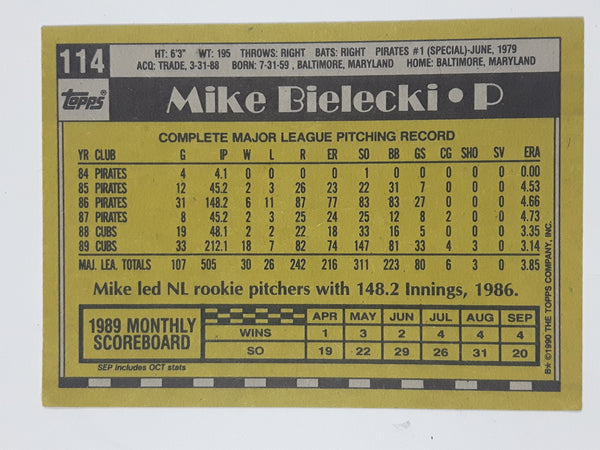 114
HT: 6'3" WT: 195 THROWS: RIGHT BATS: RIGHT PIRATES #1 (SPECIAL)-JUNE, 1979
ACQ: TRADE, 3-31-88 BORN: 7-31-59, BALTIMORE, MARYLAND HOME: BALTIMORE, MARYLAND
Topps®
Mike Bielecki • P
COMPLETE MAJOR LEAGUE PITCHING RECORD
YR CLUB G IP W L R ER SO BB GS CG SHO SV ERA
84 PIRATES 4 4.1 0 0 0 0 1 0 0 0 0 0 0.00
85 PIRATES 12 45.2 2 3 26 23 22 31 7 0 0 0 4.53
86 PIRATES 31 148.2 6 11 87 77 83 83 27 0 0 0 4.66
87 PIRATES 8 45.2 2 3 25 24 25 12 8 2 0 0 4.73
88 CUBS 19 48.1 2 2 22 18 33 16 5 0 0 0 3.35
89 CUBS 33 212.1 18 7 82 74 147 81 33 4 3 0 3.14
MAJ. LEA. TOTALS 107 505 30 26 242 216 311 223 80 6 3 0 3.85
Mike led NL rookie pitchers with 148.2 Innings, 1986.
1989 MONTHLY SCOREBOARD
APR MAY JUN JUL AUG SEP
WINS 1 3 2 4 4 4
SO 19 22 29 26 31 20
SEP includes OCT stats
B★ ©1990 THE TOPPS COMPANY, INC.